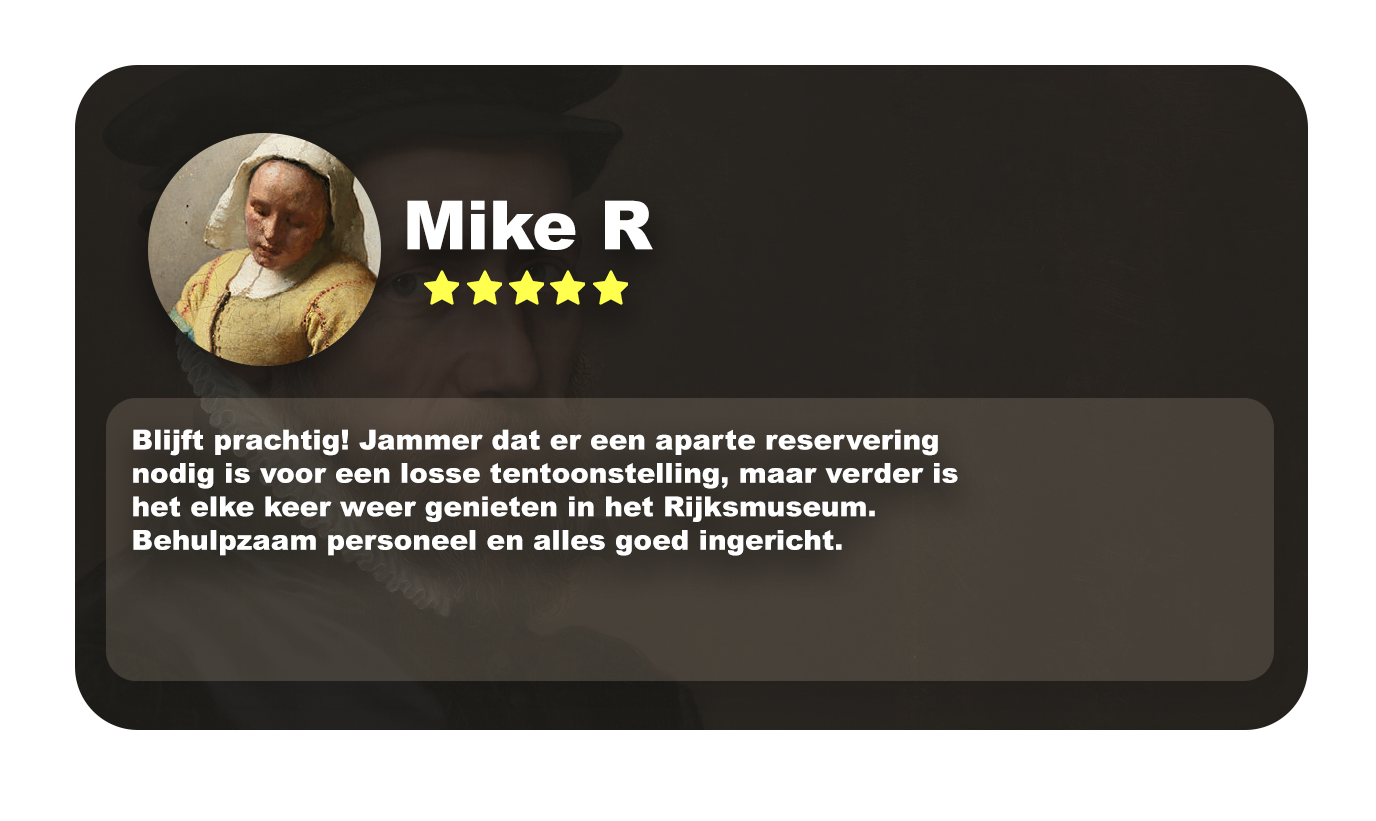 Mike R
Blijft prachtig! Jammer dat er een aparte reservering
nodig is voor een losse tentoonstelling, maar verder is
het elke keer weer genieten in het Rijksmuseum.
Behulpzaam personeel en alles goed ingericht.